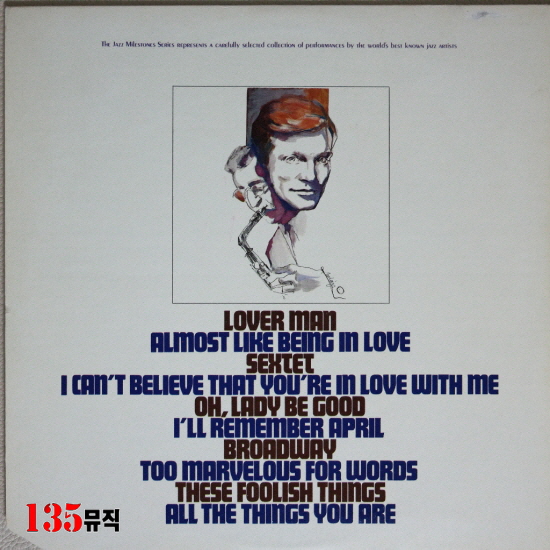 The Jazz Milestones Series represents a carefully selected collection of performances by the world's best known jazz artists
LOVER MAN
ALMOST LIKE BEING IN LOVE
SEXTET
I CAN'T BELIEVE THAT YOU'RE IN LOVE WITH ME
OH, LADY BE GOOD
I'LL REMEMBER APRIL
BROADWAY
TOO MARVELOUS FOR WORDS
THESE FOOLISH THINGS
ALL THE THINGS YOU ARE
135뮤직